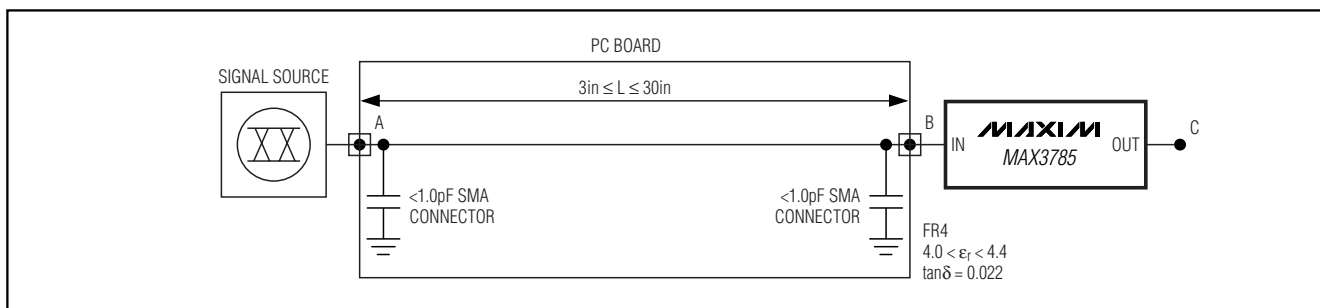 PC BOARD
SIGNAL SOURCE
3in ≤ L ≤ 30in
A
B
C
IN
MAXIM
MAX3785
OUT
<1.0pF SMA
CONNECTOR
<1.0pF SMA
CONNECTOR
FR4
4.0 < εr < 4.4
tanδ = 0.022